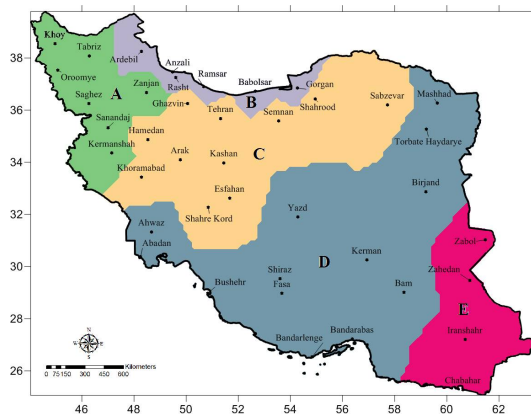 Khoy
Tabriz
Ardebil
Anzali
Oroomye
Rasht
Ramsar
Babolsar
Zanjan
Gorgan
Saghez
A
Ghazvin
B
Shahrood
Sabzevar
Mashhad
Tehran
Semnan
Sanandaj
Hamedan
Torbate Haydarye
Kermanshah
Arak
Kashan
C
Khoramabad
Birjand
Esfahan
Shahre Kord
Yazd
Ahwaz
Zabol
Abadan
Kerman
D
Zahedan
Bushehr
Shiraz
Fasa
Bam
E
Bandarlenge
Bandarabas
Iranshahr
Chabahar
N
W E
S
0 75150 300 450 600 Kilometers
38
36
34
32
30
28
26
46 48 50 52 54 56 58 60 62